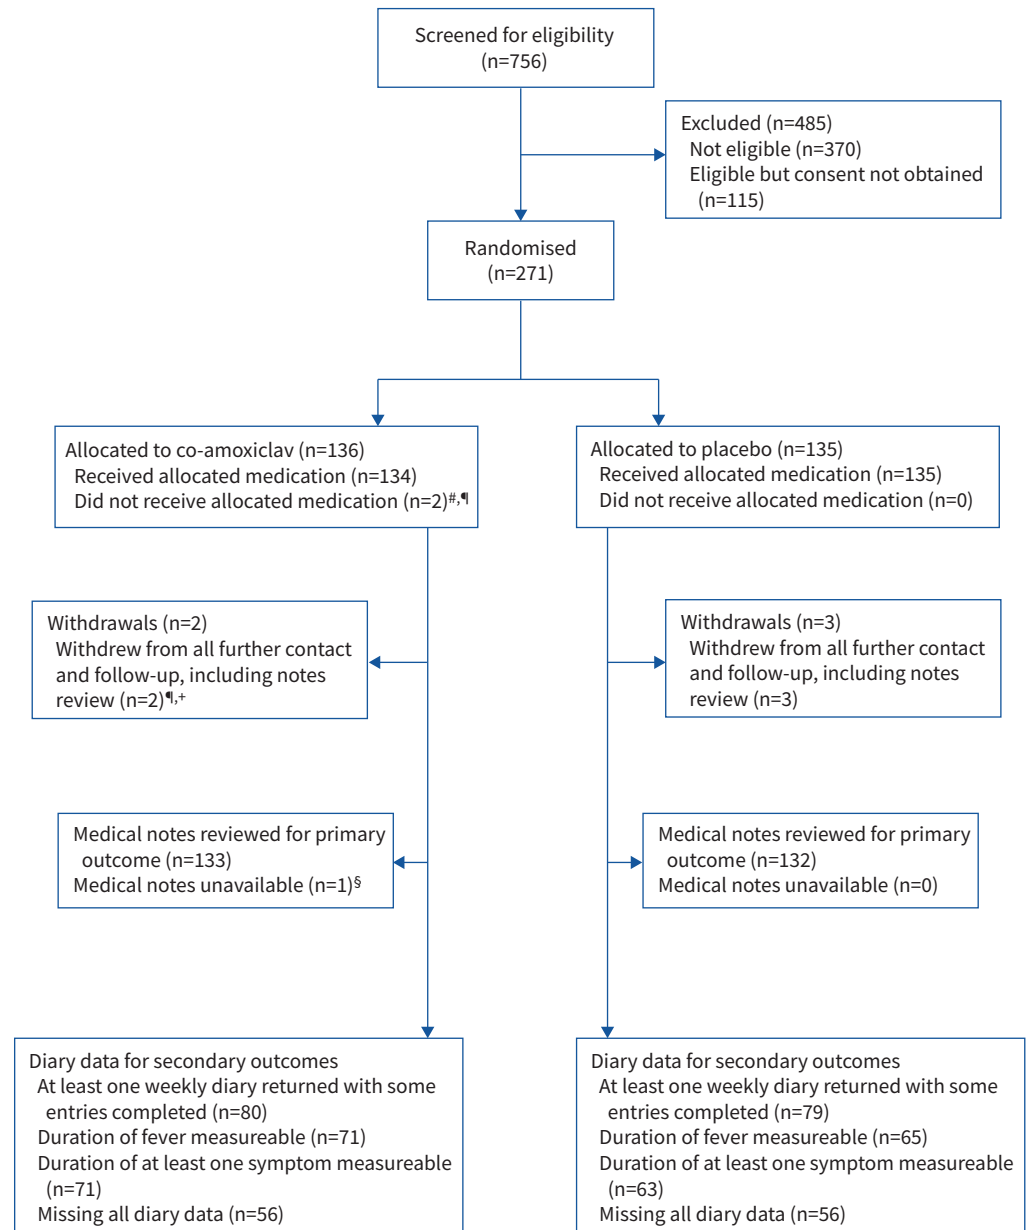 Screened for eligibility
(n=756)
Excluded (n=485)
Not eligible (n=370)
Eligible but consent not obtained
(n=115)
Randomised
(n=271)
Allocated to co-amoxiclav (n=136)
Received allocated medication (n=134)
Did not receive allocated medication (n=2)#,¶
Allocated to placebo (n=135)
Received allocated medication (n=135)
Did not receive allocated medication (n=0)
Withdrawals (n=2)
Withdrew from all further contact
and follow-up, including notes
review (n=2)¶,+
Withdrawals (n=3)
Withdrew from all further contact
and follow-up, including notes
review (n=3)
Medical notes reviewed for primary
outcome (n=133)
Medical notes unavailable (n=1)§
Medical notes reviewed for primary
outcome (n=132)
Medical notes unavailable (n=0)
Diary data for secondary outcomes
At least one weekly diary returned with some
entries completed (n=80)
Duration of fever measureable (n=71)
Duration of at least one symptom measureable
(n=71)
Missing all diary data (n=56)
Diary data for secondary outcomes
At least one weekly diary returned with some
entries completed (n=79)
Duration of fever measureable (n=65)
Duration of at least one symptom measureable
(n=63)
Missing all diary data (n=56)